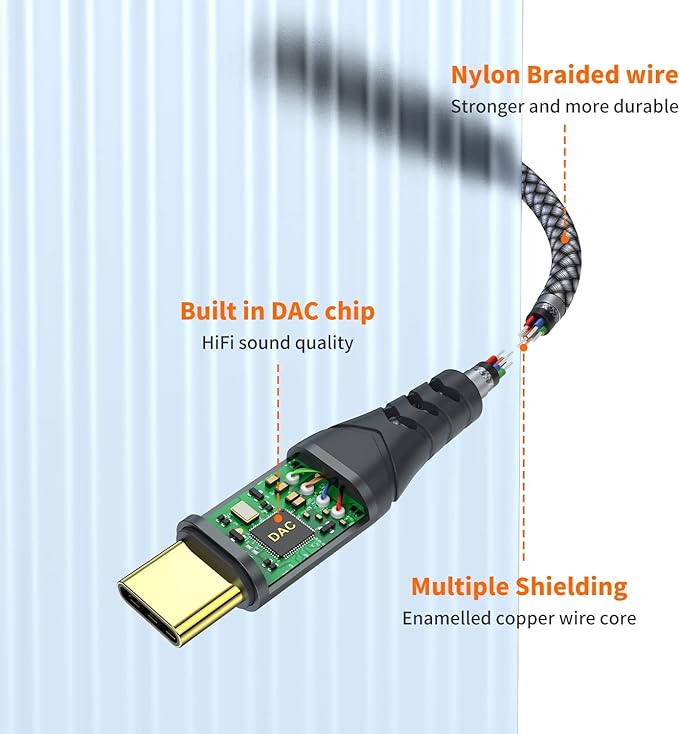 Nylon Braided wire
Stronger and more durable
Built in DAC chip
HiFi sound quality
DAC
Multiple Shielding
Enamelled copper wire core